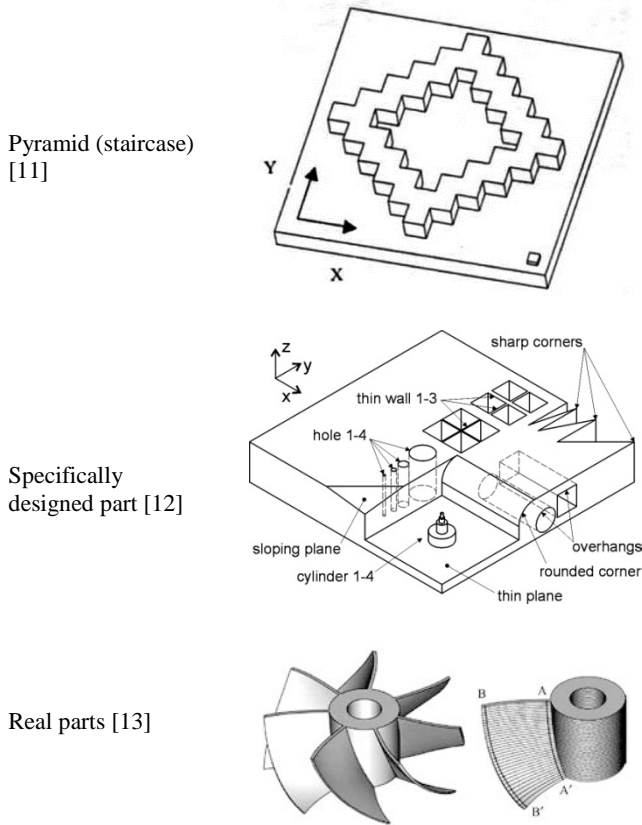 Pyramid (staircase)
[11]
Y
X
Specifically
designed part [12]
z
y
x
sharp corners
thin wall 1-3
hole 1-4
sloping plane
cylinder 1-4
overhangs
rounded corner
thin plane
Real parts [13]
B
A
A'
B'